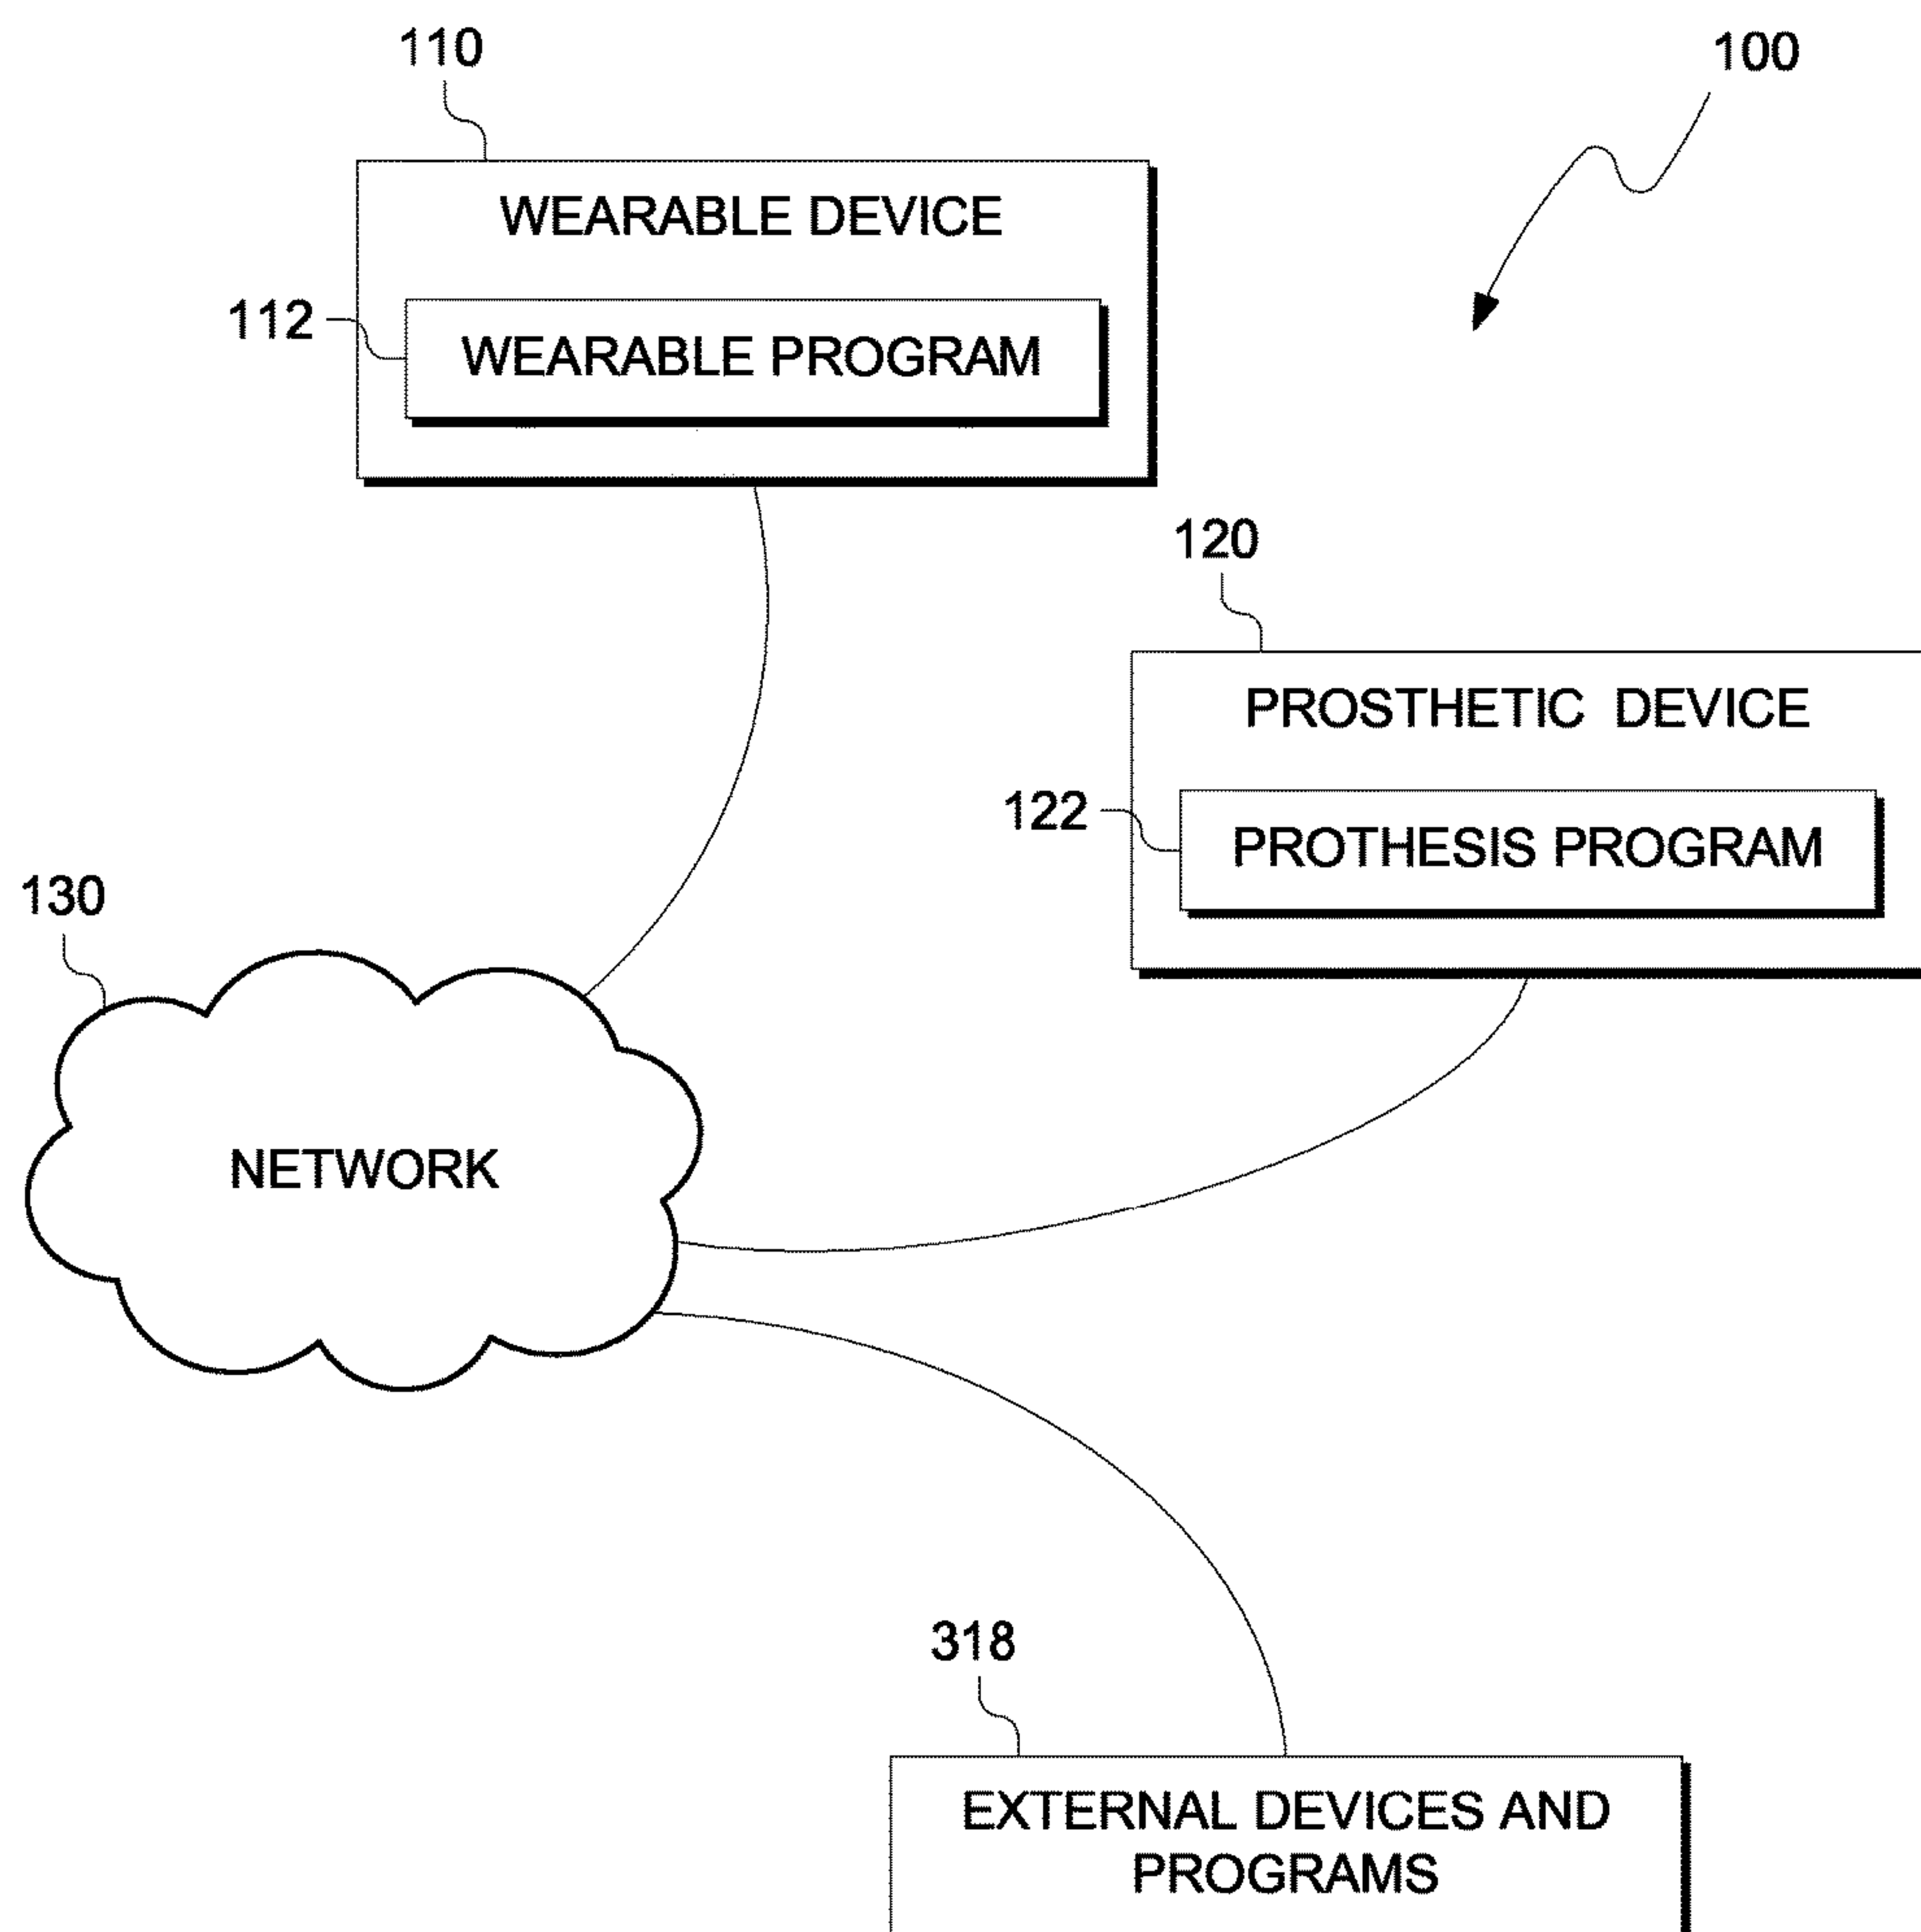 110
100
WEARABLE DEVICE
112
WEARABLE PROGRAM
120
PROSTHETIC DEVICE
122
PROTHESIS PROGRAM
130
NETWORK
318
EXTERNAL DEVICES AND
PROGRAMS